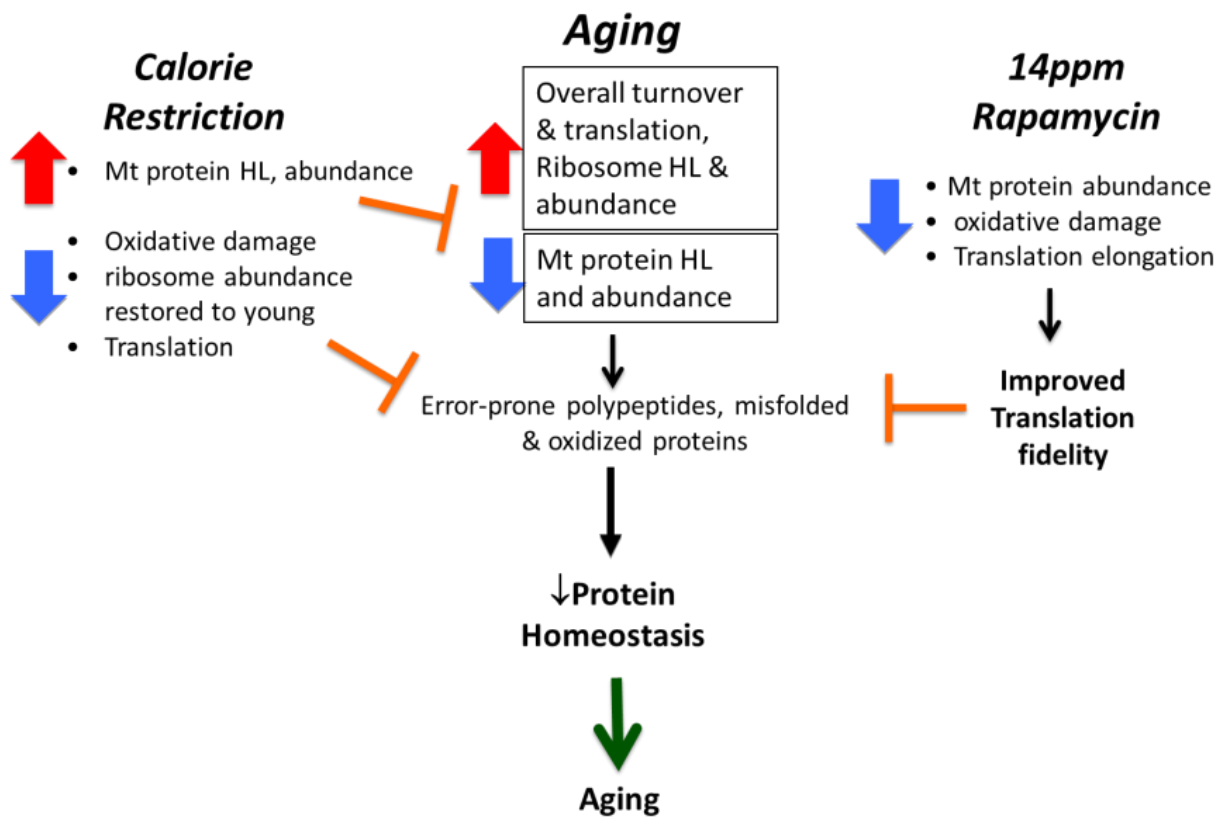 Calorie
Restriction
• Mt protein HL, abundance
• Oxidative damage
• ribosome abundance
restored to young
• Translation
Aging
Overall turnover
& translation,
Ribosome HL &
abundance
Mt protein HL
and abundance
Error-prone polypeptides, misfolded
& oxidized proteins
↓Protein
Homeostasis
Aging
14ppm
Rapamycin
• Mt protein abundance
• oxidative damage
• Translation elongation
Improved
Translation
fidelity